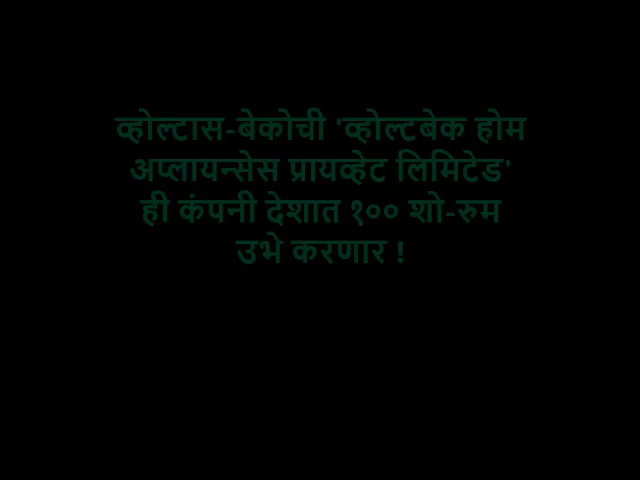 व्होल्टास-बेकोची 'व्होल्टबेक होम
अप्लायन्सेस प्रायव्हेट लिमिटेड'
ही कंपनी देशात १०० शो-रुम
उभे करणार !